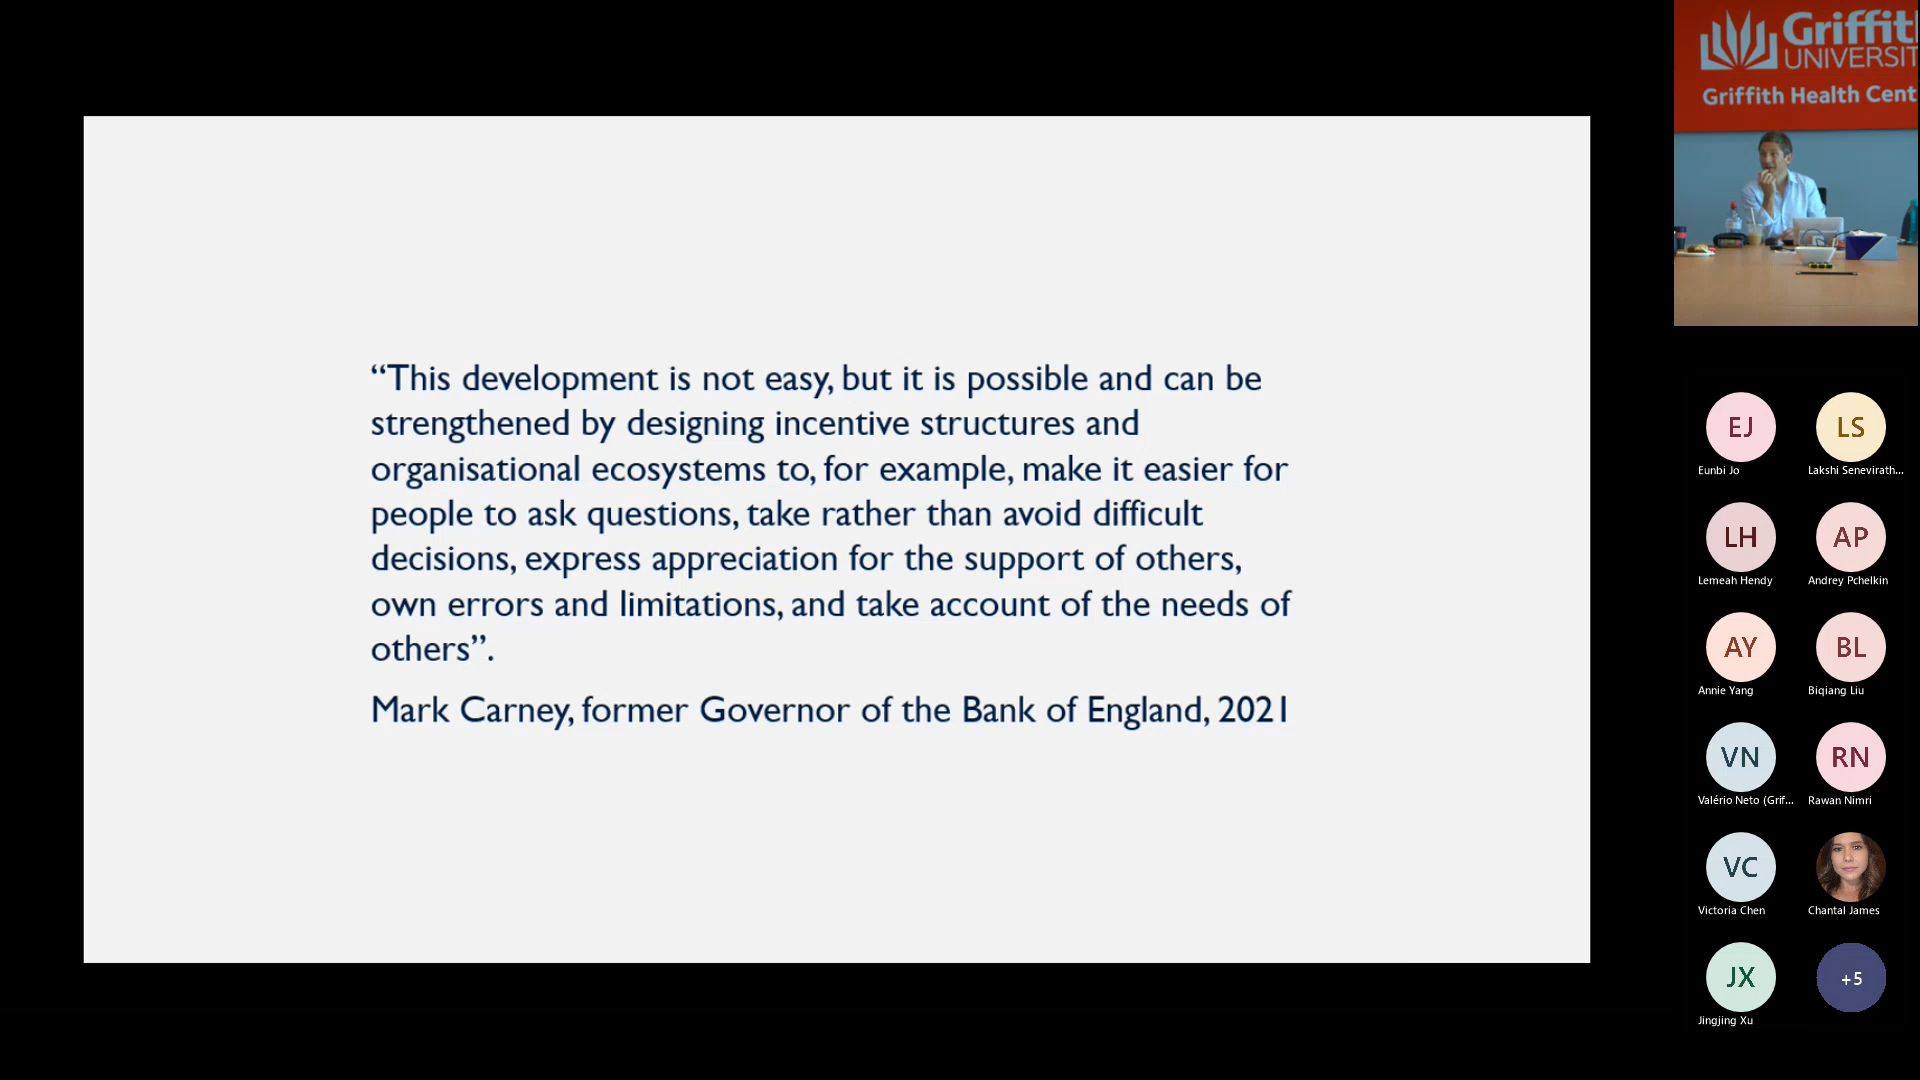 “This development is not easy, but it is possible and can be
strengthened by designing incentive structures and
organisational ecosystems to, for example, make it easier for
people to ask questions, take rather than avoid difficult
decisions, express appreciation for the support of others,
own errors and limitations, and take account of the needs of
others”.
Mark Carney, former Governor of the Bank of England, 2021
Griffit
UNIVERSIT
Griffith Health Cent
EJ
Eunbi Jo
LS
Lakshi Senevirath...
LH
Lemeah Hendy
AP
Andrey Pchelkin
AY
Annie Yang
BL
Biqiang Liu
VN
Valério Neto (Grif...
RN
Rawan Nimri
VC
Victoria Chen
Chantal James
JX
Jingjing Xu
+5